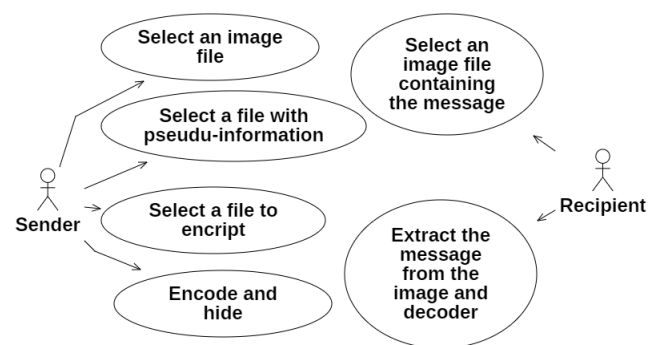 Select an image
file
Select a file with
pseudu-information
Select a file to
encript
Encode and
hide
Sender
Select an
image file
containing
the message
Extract the
message
from the
image and
decoder
Recipient